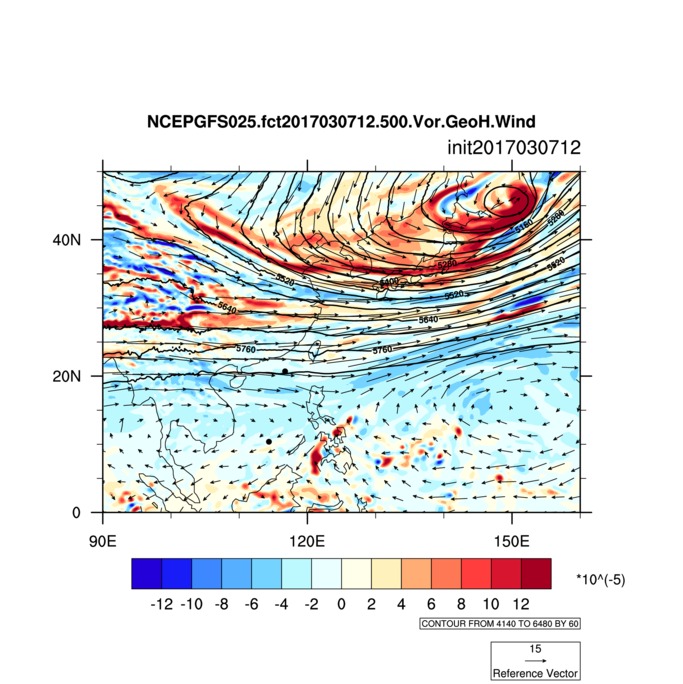 NCEPGFS025.fct2017030712.500.Vor.GeoH.Wind
init2017030712
5160
5200
40N
5280
5520
5400
5520
5520
5640
5640
5760
5760
20N
0
90E 120E 150E
-12 -10 -8 -6 -4 -2 0 2 4 6 8 10 12
*10^(-5)
CONTOUR FROM 4140 TO 6480 BY 60
15
Reference Vector